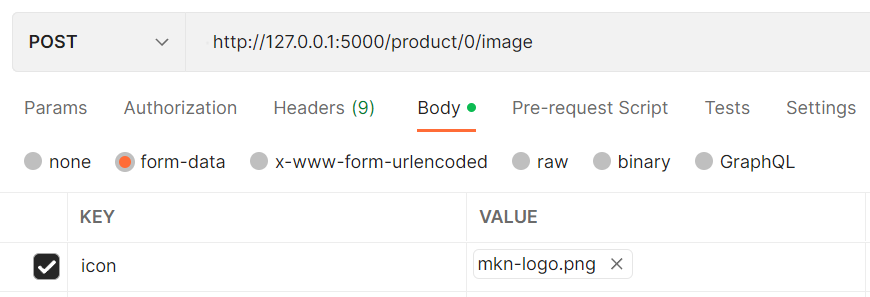 POST http://127.0.0.1:5000/product/0/image
Params Authorization Headers (9) Body Pre-request Script Tests Settings
none form-data x-www-form-urlencoded raw binary GraphQL
KEY VALUE
icon mkn-logo.png ×